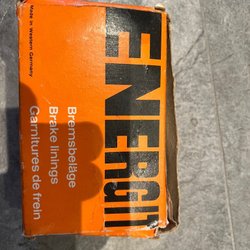 ENERGIT
Bremsbeläge
Brake linings
Garnitures de frein
Made in Western Germany